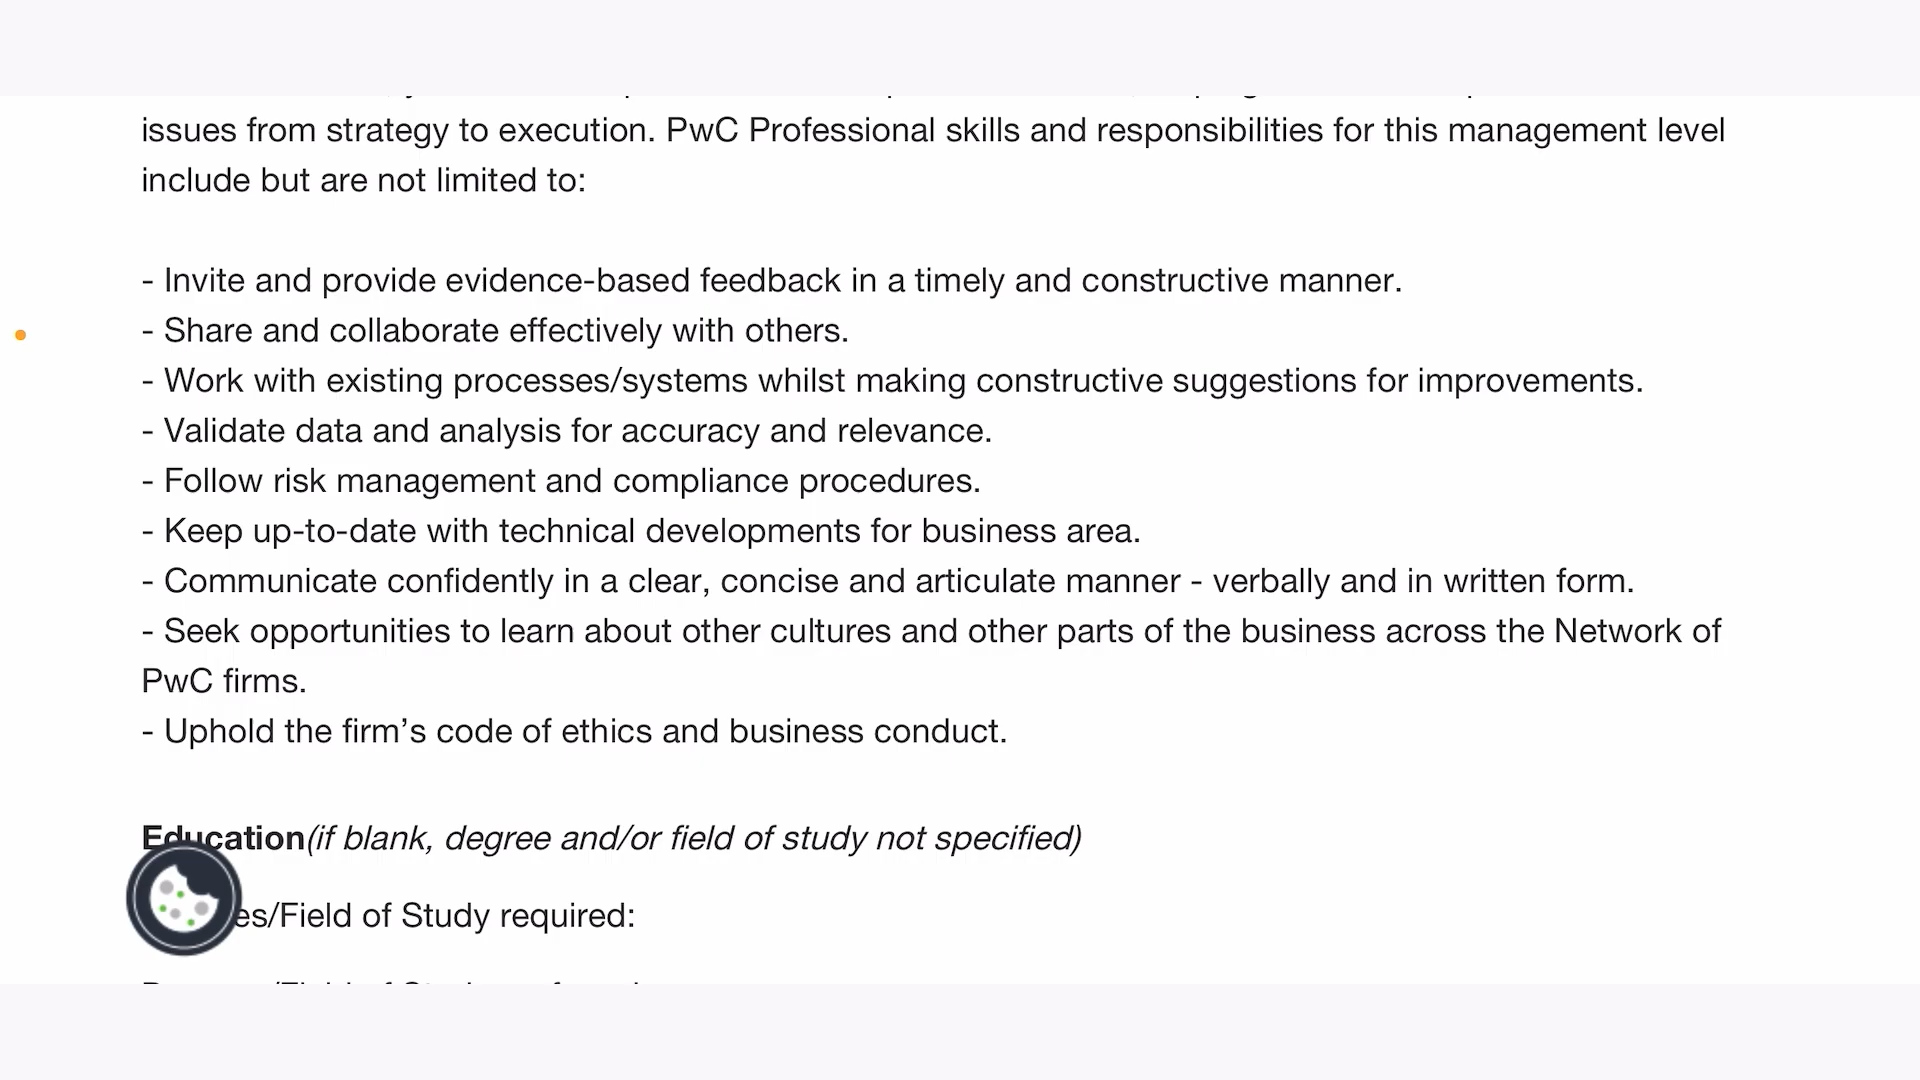 issues from strategy to execution. PwC Professional skills and responsibilities for this management level
include but are not limited to:
- Invite and provide evidence-based feedback in a timely and constructive manner.
- Share and collaborate effectively with others.
- Work with existing processes/systems whilst making constructive suggestions for improvements.
- Validate data and analysis for accuracy and relevance.
- Follow risk management and compliance procedures.
- Keep up-to-date with technical developments for business area.
- Communicate confidently in a clear, concise and articulate manner - verbally and in written form.
- Seek opportunities to learn about other cultures and other parts of the business across the Network of
PwC firms.
- Uphold the firm’s code of ethics and business conduct.
Education(if blank, degree and/or field of study not specified)
es/Field of Study required: